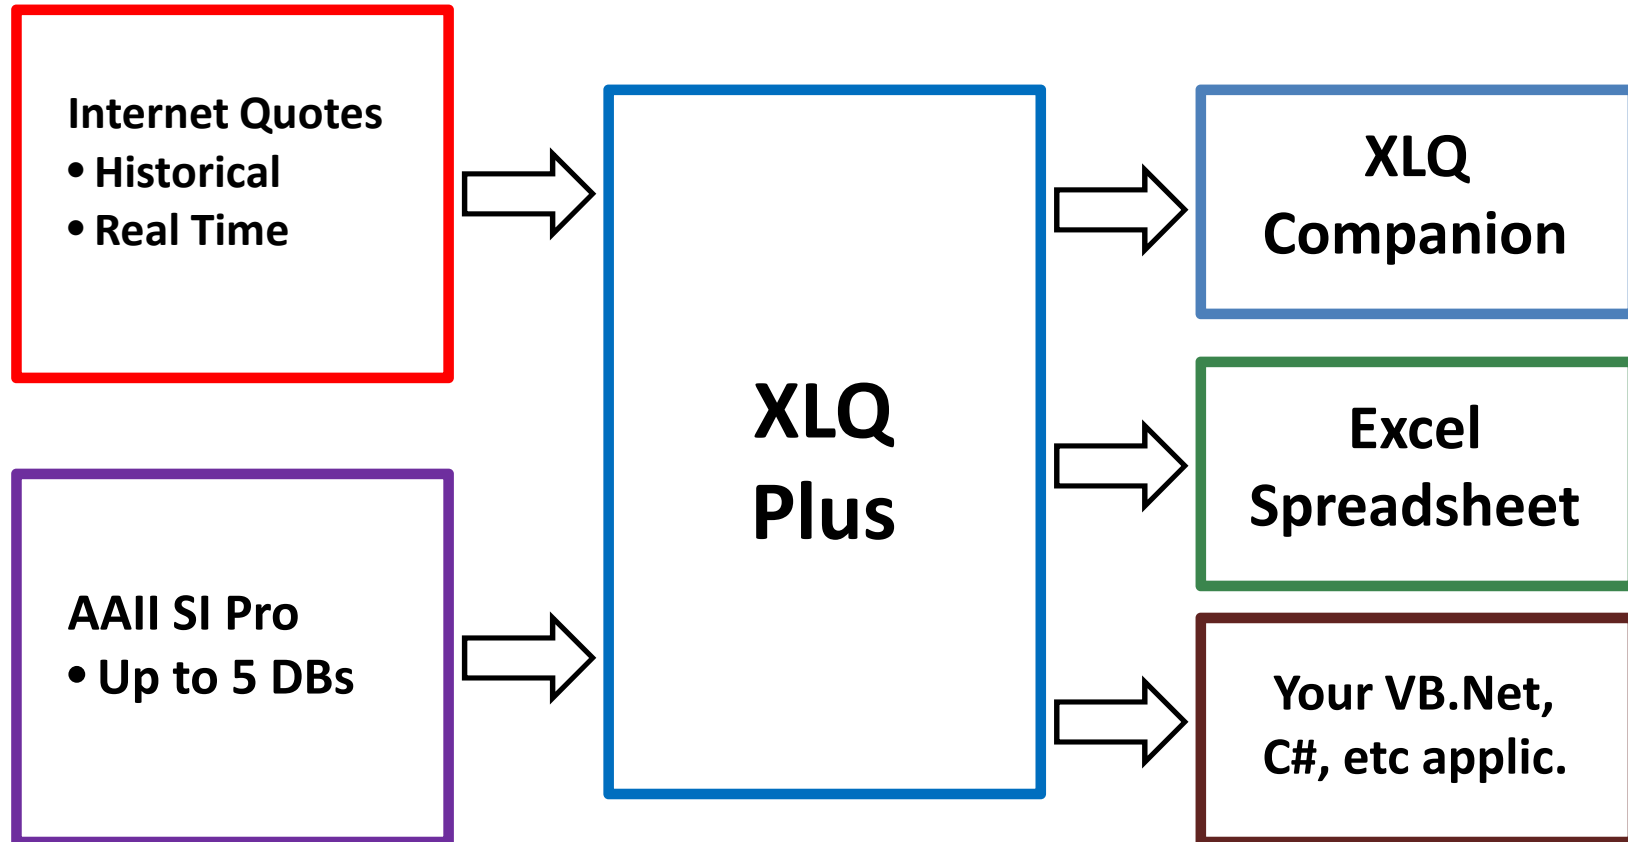 Internet Quotes
• Historical
• Real Time
AAII SI Pro
• Up to 5 DBs
XLQ
Plus
XLQ
Companion
Excel
Spreadsheet
Your VB.Net,
C#, etc applic.